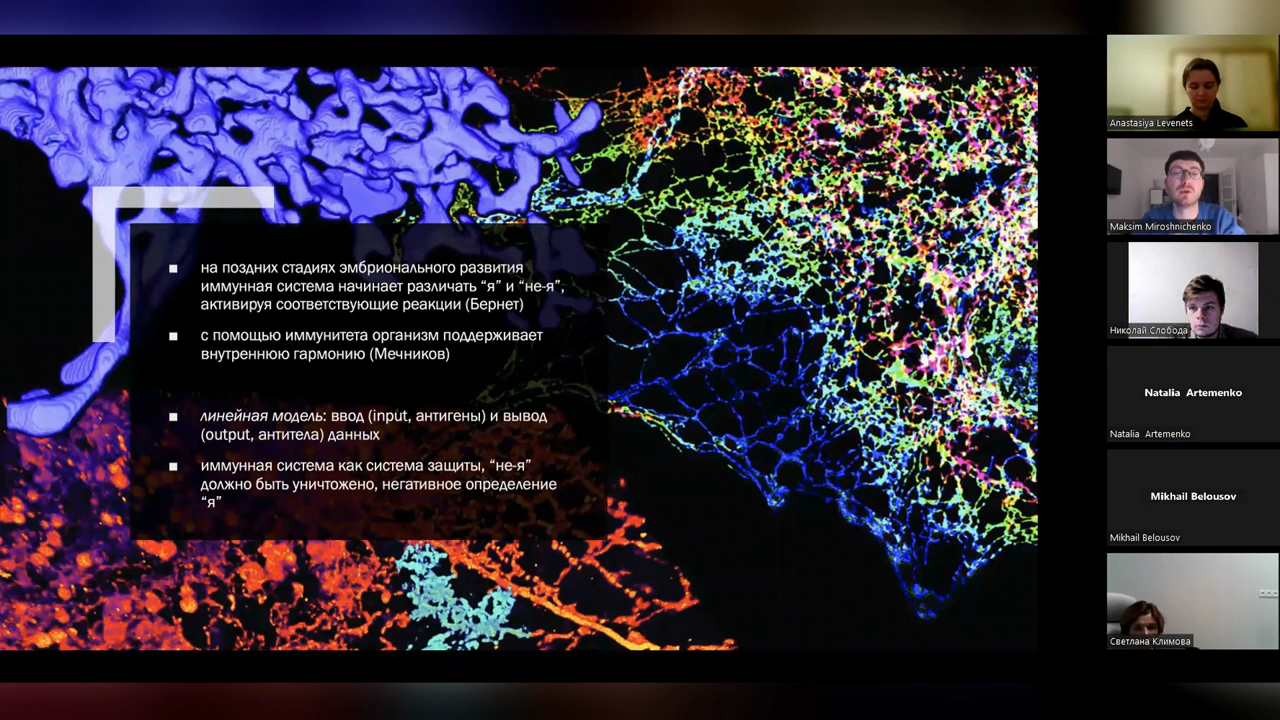 ■ на поздних стадиях эмбрионального развития
иммунная система начинает различать “я” и “не-я”,
активируя соответствующие реакции (Бернет)
■ с помощью иммунитета организм поддерживает
внутреннюю гармонию (Мечников)
■ линейная модель: ввод (input, антигены) и вывод
(output, антитела) данных
■ иммунная система как система защиты, “не-я”
должно быть уничтожено, негативное определение
“я”
Anastasiya Levenets
Maksim Miroshnichenko
Николай Слобода
Natalia Artemenko
Natalia Artemenko
Mikhail Belousov
Mikhail Belousov
Светлана Климова